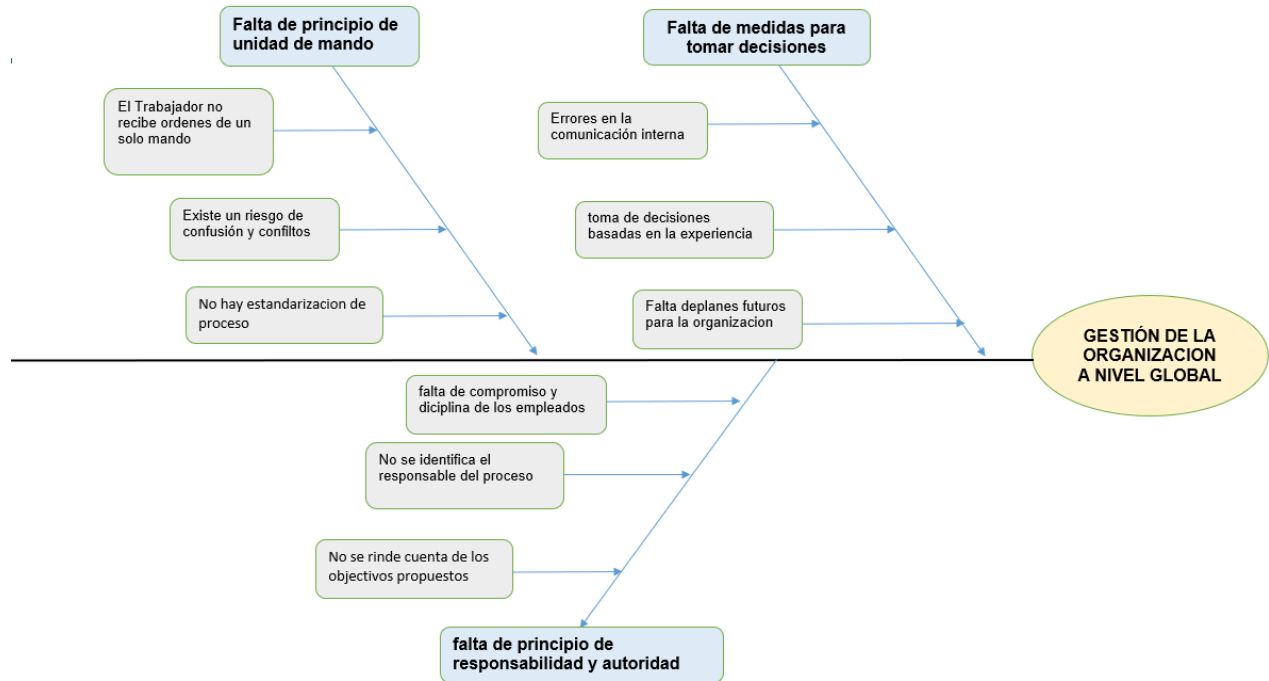 Falta de principio de
unidad de mando
Falta de medidas para
tomar decisiones
El Trabajador no
recibe ordenes de un
solo mando
Errores en la
comunicación interna
Existe un riesgo de
confusión y confiltos
toma de decisiones
basadas en la experiencia
No hay estandarizacion de
proceso
Falta deplanes futuros
para la organizacion
GESTIÓN DE LA
ORGANIZACION
A NIVEL GLOBAL
falta de compromiso y
diciplina de los empleados
No se identifica el
responsable del proceso
No se rinde cuenta de los
objectivos propuestos
falta de principio de
responsabilidad y autoridad